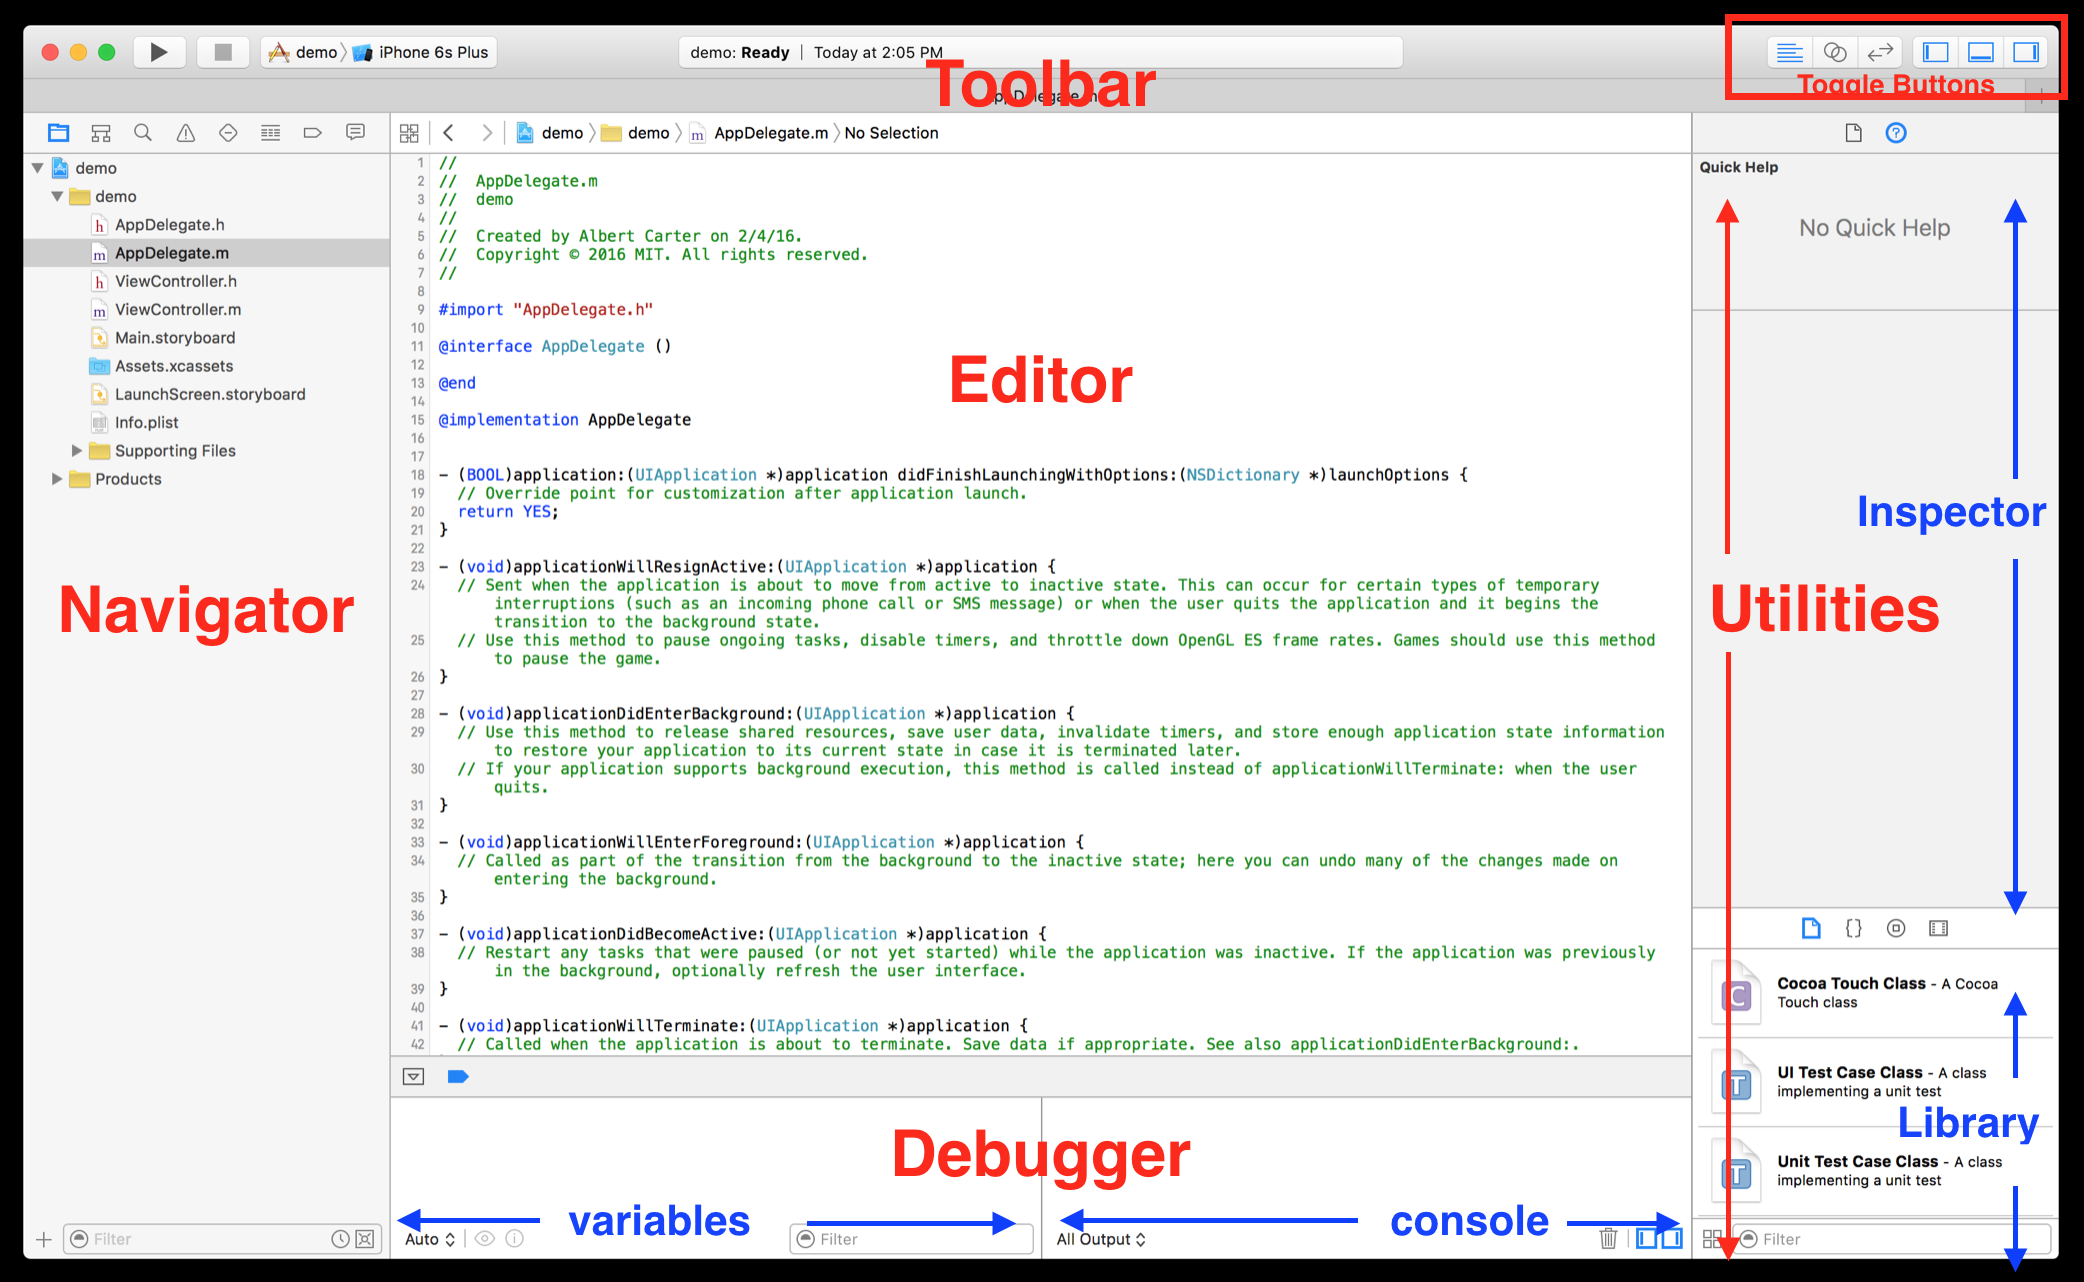 demo iPhone 6s Plus
demo: Ready | Today at 2:05 PM
Toolbar
Toggle Buttons
demo
demo
AppDelegate.h
AppDelegate.m
ViewController.h
ViewController.m
Main.storyboard
Assets.xcassets
LaunchScreen.storyboard
Info.plist
Supporting Files
Products
Navigator
Filter
demo demo m AppDelegate.m No Selection
1 //
2 //  AppDelegate.m
3 //  demo
4 //
5 //  Created by Albert Carter on 2/4/16.
6 //  Copyright © 2016 MIT. All rights reserved.
7 //
8
9 #import "AppDelegate.h"
10
11 @interface AppDelegate ()
12
13 @end
14
15 @implementation AppDelegate
16
17
18 - (BOOL)application:(UIApplication *)application didFinishLaunchingWithOptions:(NSDictionary *)launchOptions {
19 // Override point for customization after application launch.
20 return YES;
21 }
22
23 - (void)applicationWillResignActive:(UIApplication *)application {
24 // Sent when the application is about to move from active to inactive state. This can occur for certain types of temporary
interruptions (such as an incoming phone call or SMS message) or when the user quits the application and it begins the
transition to the background state.
25 // Use this method to pause ongoing tasks, disable timers, and throttle down OpenGL ES frame rates. Games should use this method
to pause the game.
26 }
27
28 - (void)applicationDidEnterBackground:(UIApplication *)application {
29 // Use this method to release shared resources, save user data, invalidate timers, and store enough application state information
to restore your application to its current state in case it is terminated later.
30 // If your application supports background execution, this method is called instead of applicationWillTerminate: when the user
quits.
31 }
32
33 - (void)applicationWillEnterForeground:(UIApplication *)application {
34 // Called as part of the transition from the background to the inactive state; here you can undo many of the changes made on
entering the background.
35 }
36
37 - (void)applicationDidBecomeActive:(UIApplication *)application {
38 // Restart any tasks that were paused (or not yet started) while the application was inactive. If the application was previously
in the background, optionally refresh the user interface.
39 }
40
41 - (void)applicationWillTerminate:(UIApplication *)application {
42 // Called when the application is about to terminate. Save data if appropriate. See also applicationDidEnterBackground:.
Editor
Debugger
variables
console
Auto
Filter
All Output
Quick Help
No Quick Help
Inspector
Utilities
{}
C
Cocoa Touch Class - A Cocoa
Touch class
T
UI Test Case Class - A class
implementing a unit test
Library
T
Unit Test Case Class - A class
implementing a unit test
Filter